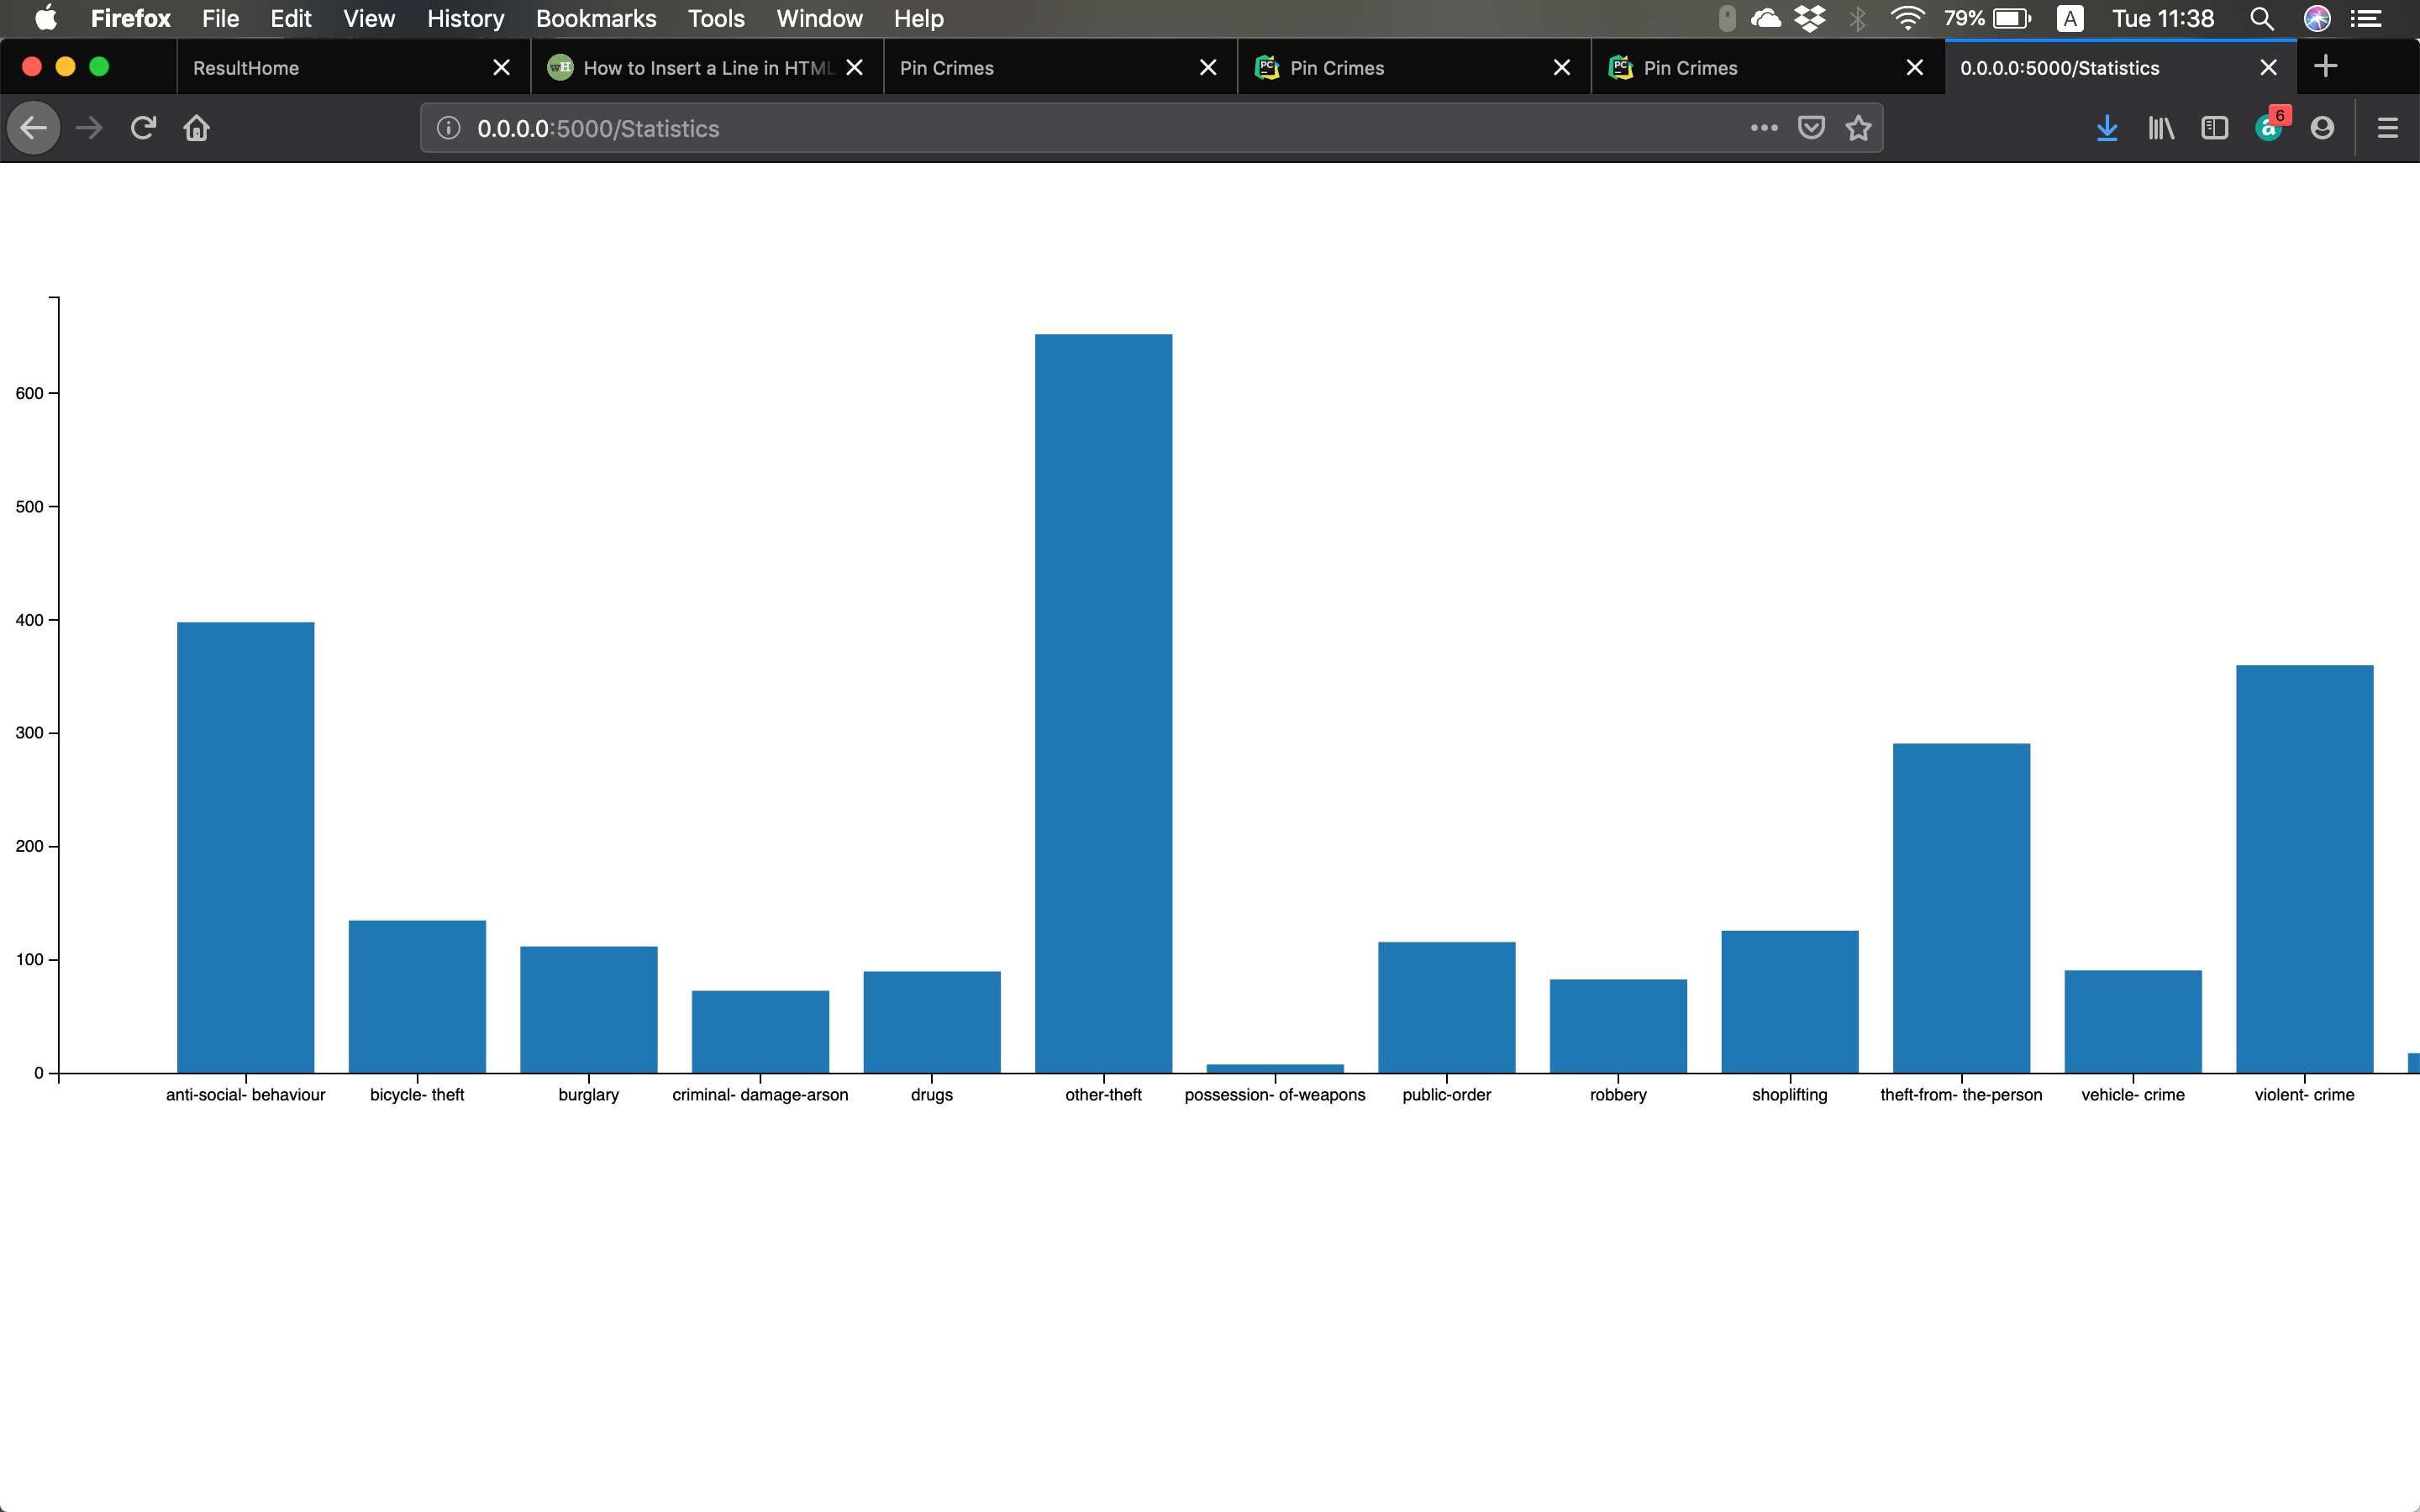 Firefox File Edit View History Bookmarks Tools Window Help 79% A Tue 11:38
ResultHome wH How to Insert a Line in HTML PC Pin Crimes PC Pin Crimes Pin Crimes 0.0.0.0:5000/Statistics
0.0.0.0:5000/Statistics a 6
600
500
400
300
200
100
0
anti-social- behaviour bicycle- theft burglary criminal- damage-arson drugs other-theft possession- of-weapons public-order robbery shoplifting theft-from- the-person vehicle- crime violent- crime